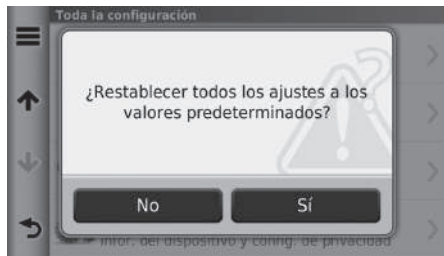 Toda la configuración
¿Restablecer todos los ajustes a los
valores predeterminados?
No
Sí
Infor. del dispositivo y config. de privacidad